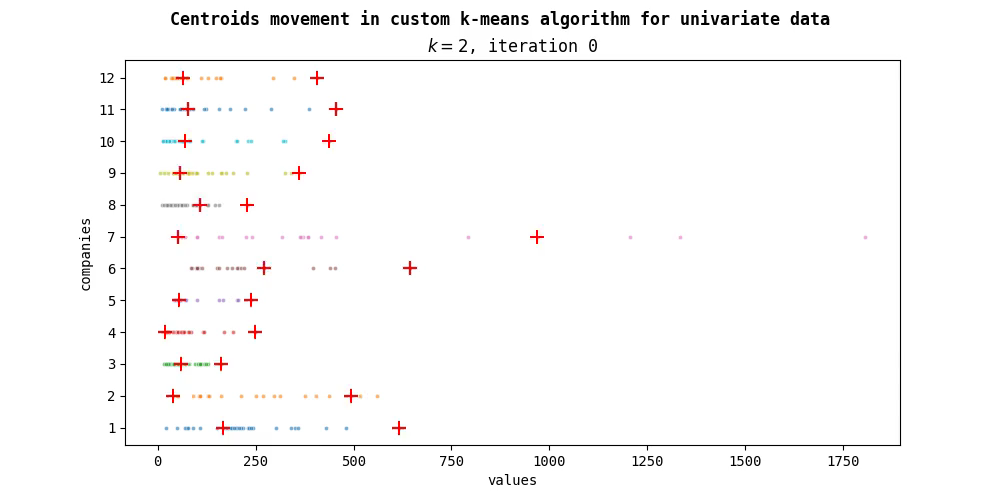 Centroids movement in custom k-means algorithm for univariate data
k = 2, iteration 0
12
11
10
9
8
7
6
5
4
3
2
1
companies
0 250 500 750 1000 1250 1500 1750
values